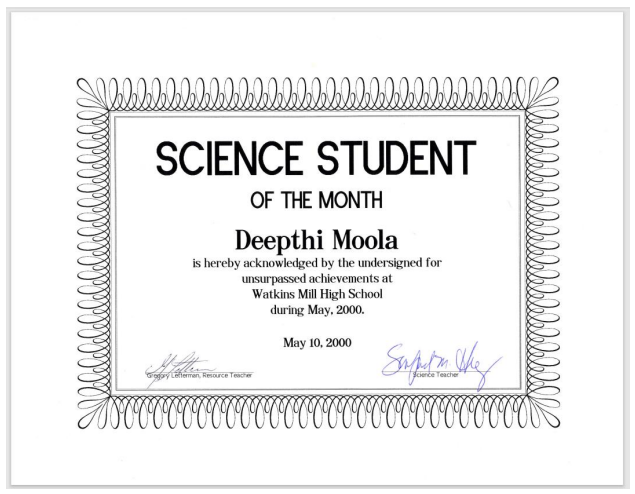 SCIENCE STUDENT
OF THE MONTH
Deepthi Moola
is hereby acknowledged by the undersigned for
unsurpassed achievements at
Watkins Mill High School
during May, 2000.
May 10, 2000
Gregory Letterman, Resource Teacher
Science Teacher